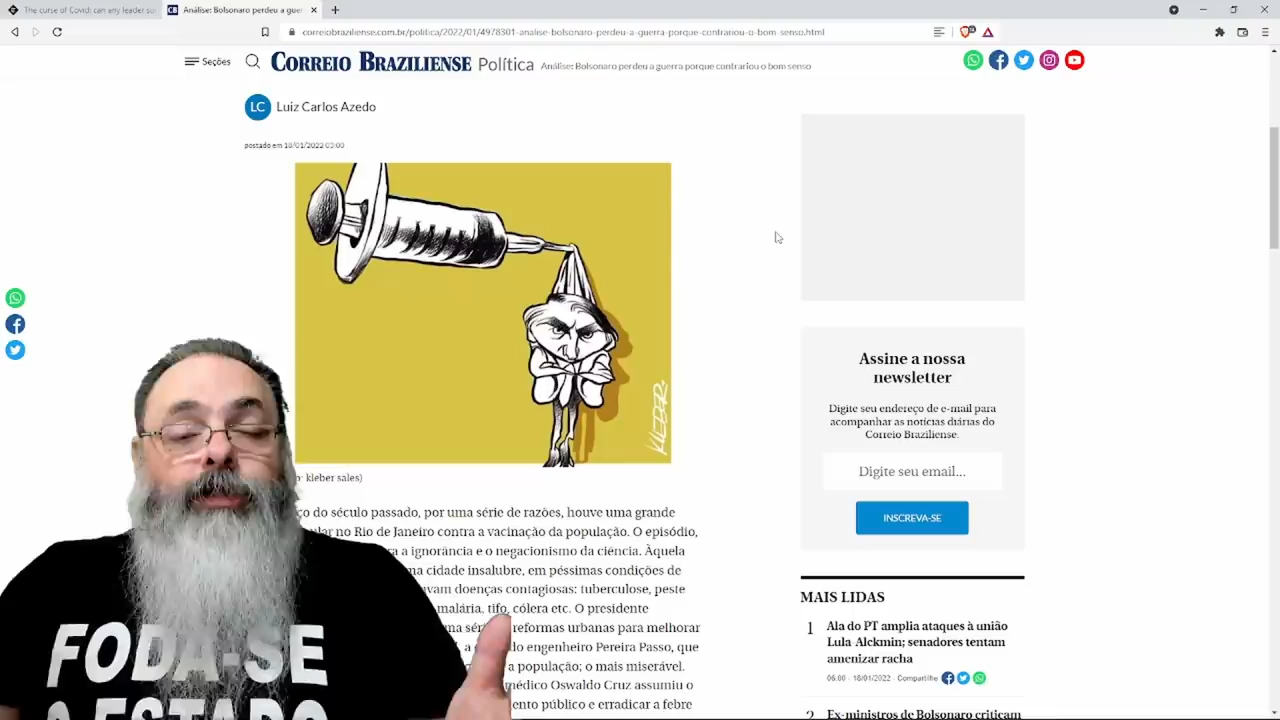 The curse of Covid: can any leader su
Análise: Bolsonaro perdeu a guer
correiobraziliense.com.br/politica/2022/01/4978301-analise-bolsonaro-perdeu-a-guerra-porque-contrariou-o-bom-senso.html
Seções
CORREIO BRAZILIENSE
Política
Análise: Bolsonaro perdeu a guerra porque contrariou o bom senso
LC
Luiz Carlos Azedo
postado em 18/01/2022 05:00
KLEBER.
kleber sales)
ço do século passado, por uma série de razões, houve uma grande
ular no Rio de Janeiro contra a vacinação da população. O episódio,
a a ignorância e o negacionismo da ciência. Àquela
na cidade insalubre, em péssimas condições de
avam doenças contagiosas: tuberculose, peste
malária, tifo, cólera etc. O presidente
ma séri reformas urbanas para melhorar
a do engenheiro Pereira Passo, que
a população; o mais miserável.
médico Oswaldo Cruz assumiu o
ento público e erradicar a febre
Assine a nossa
newsletter
Digite seu endereço de e-mail para
acompanhar as notícias diárias do
Correio Braziliense.
Digite seu email...
INSCREVA-SE
MAIS LIDAS
1
Ala do PT amplia ataques à união
Lula-Alckmin; senadores tentam
amenizar racha
06:00 - 18/01/2022 - Compartilhe
2
Ex-ministros de Bolsonaro criticam
FODA-SE
O ESTADO